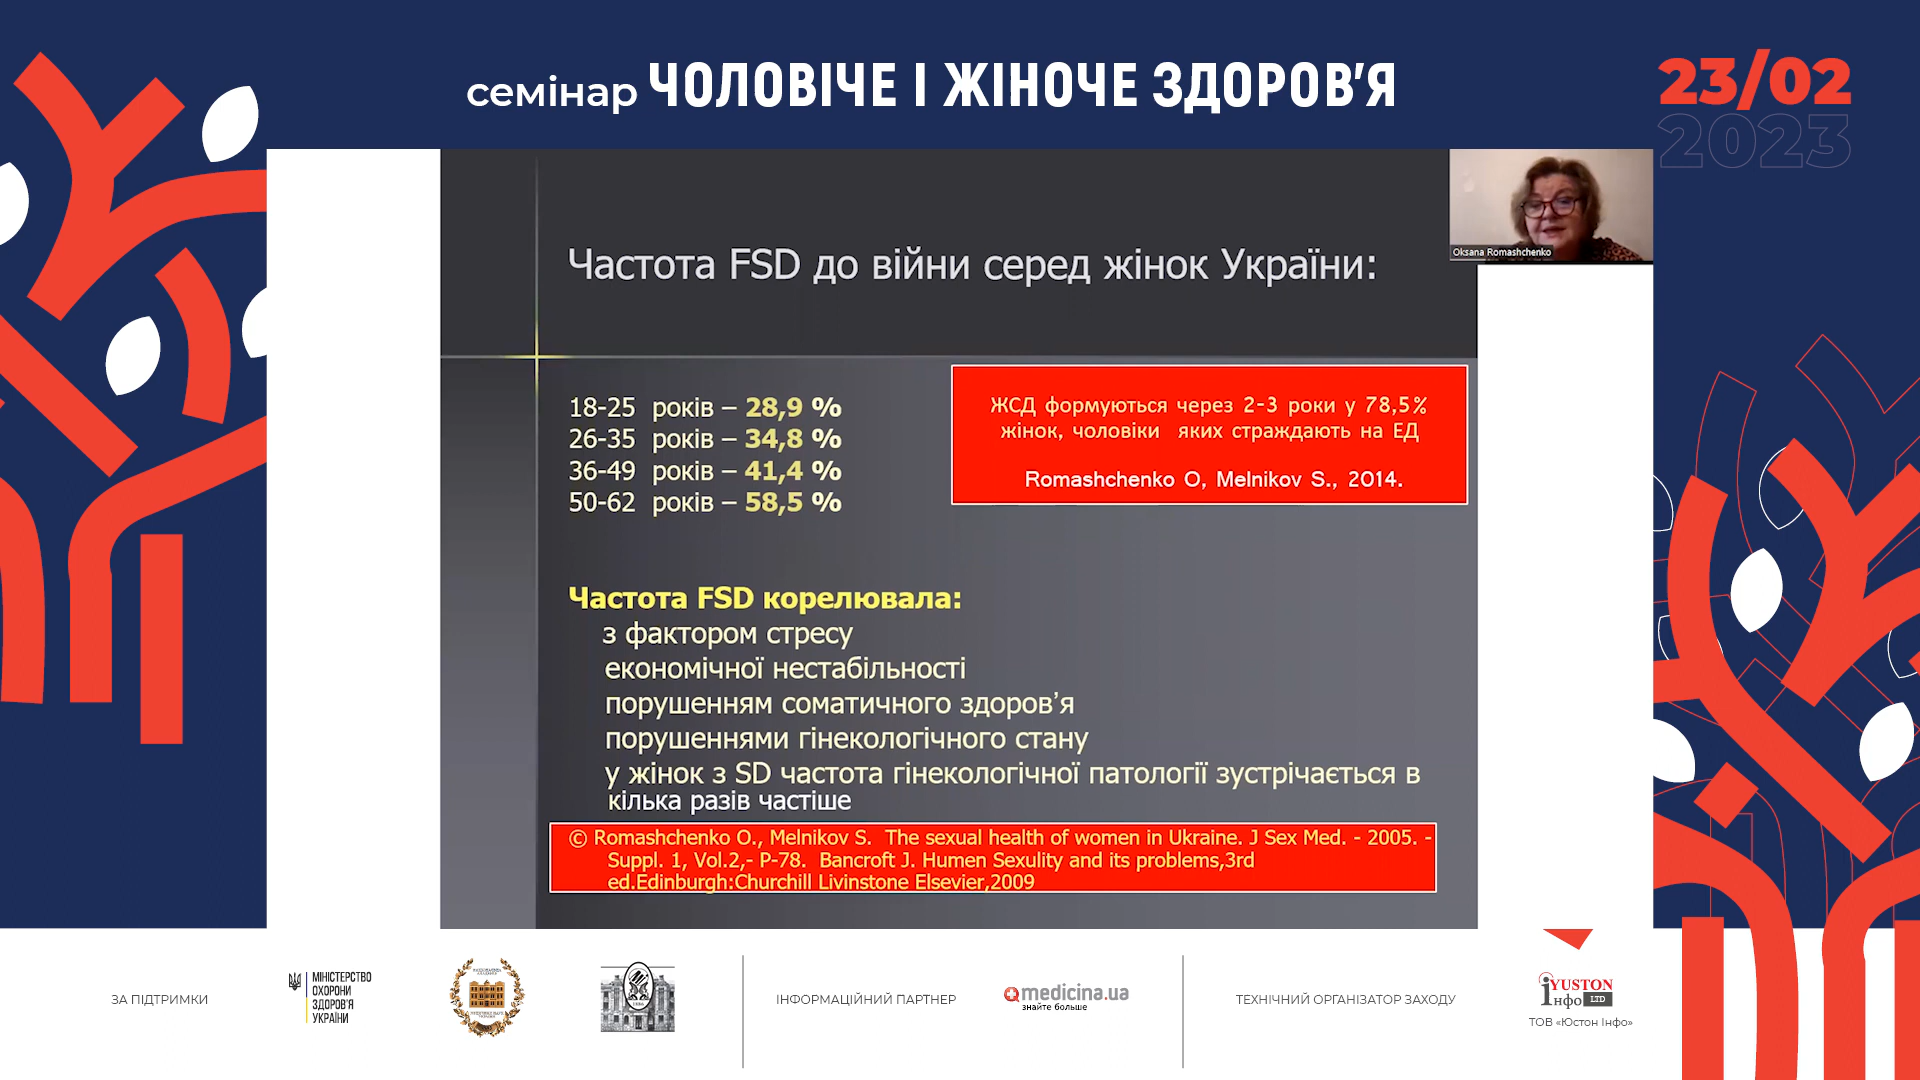 семінар ЧОЛОВІЧЕ І ЖІНОЧЕ ЗДОРОВ'Я
23/02
2023
Oksana Romashchenko
Частота FSD до війни серед жінок України:
18-25 років – 28,9 %
26-35 років – 34,8 %
36-49 років – 41,4 %
50-62 років – 58,5 %
ЖСД формуються через 2-3 роки у 78,5%
жінок, чоловіки яких страждають на ЕД
Romashchenko O, Melnikov S., 2014.
Частота FSD корелювала:
з фактором стресу
економічної нестабільності
порушенням соматичного здоров’я
порушеннями гінекологічного стану
у жінок з SD частота гінекологічної патології зустрічається в
кілька разів частіше
© Romashchenko O., Melnikov S. The sexual health of women in Ukraine. J Sex Med. - 2005. -
Suppl. 1, Vol.2,- P-78. Bancroft J. Humen Sexulity and its problems,3rd
ed.Edinburgh:Churchill Livinstone Elsevier,2009
ЗА ПІДТРИМКИ
МІНІСТЕРСТВО
ОХОРОНИ
ЗДОРОВ'Я
УКРАЇНИ
ІНФОРМАЦІЙНИЙ ПАРТНЕР
medicina.ua
знайте больше
ТЕХНІЧНИЙ ОРГАНІЗАТОР ЗАХОДУ
YUSTON
Інфо LTD
ТОВ «Юстон Інфо»